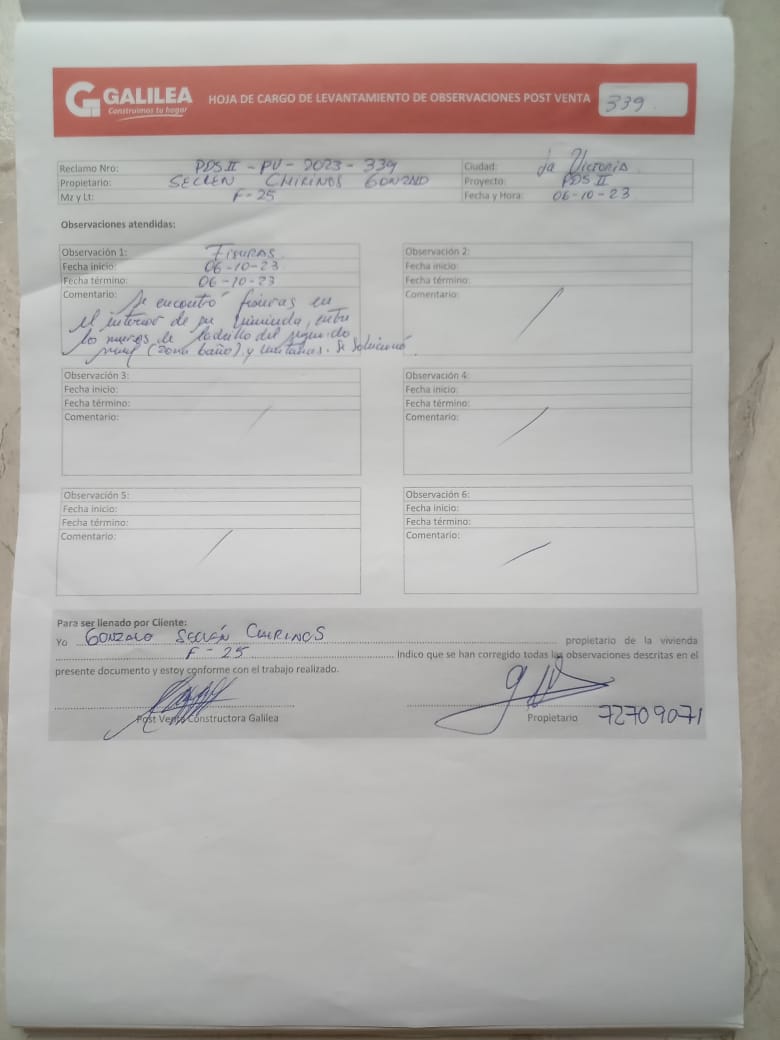 GALILEA
Construimos tu hogar
HOJA DE CARGO DE LEVANTAMIENTO DE OBSERVACIONES POST VENTA
339
Reclamo Nro: PDS II - PV - 2023 - 339
Ciudad: La Victoria
Propietario: SECLEN CHIRINOS GONZALO
Proyecto: PDS II
Mz y Lt: F-25
Fecha y Hora: 06-10-23
Observaciones atendidas:
Observación 1: FISURAS
Fecha inicio: 06-10-23
Fecha término: 06-10-23
Comentario: Se encontró fisuras en
el interior de su vivienda, entre
los muros de ladrillo del segundo
nivel (zona baño) y ventanas. Se solucionó
Observación 2:
Fecha inicio:
Fecha término:
Comentario:
Observación 3:
Fecha inicio:
Fecha término:
Comentario:
Observación 4:
Fecha inicio:
Fecha término:
Comentario:
Observación 5:
Fecha inicio:
Fecha término:
Comentario:
Observación 6:
Fecha inicio:
Fecha término:
Comentario:
Para ser llenado por Cliente:
Yo GONZALO SECLÉN CHIRINOS propietario de la vivienda
F-25 Indico que se han corregido todas las observaciones descritas en el
presente documento y estoy conforme con el trabajo realizado.
Post Venta Constructora Galilea
Propietario 72709071